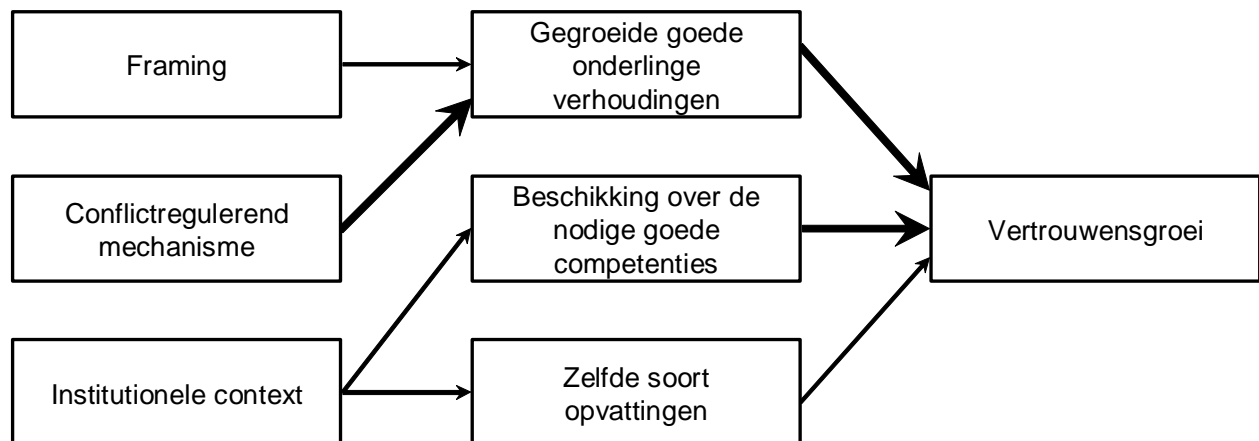 Framing
Gegroeide goede
onderlinge
verhoudingen
Conflictregulerend
mechanisme
Beschikking over de
nodige goede
competenties
Vertrouwensgroei
Institutionele context
Zelfde soort
opvattingen